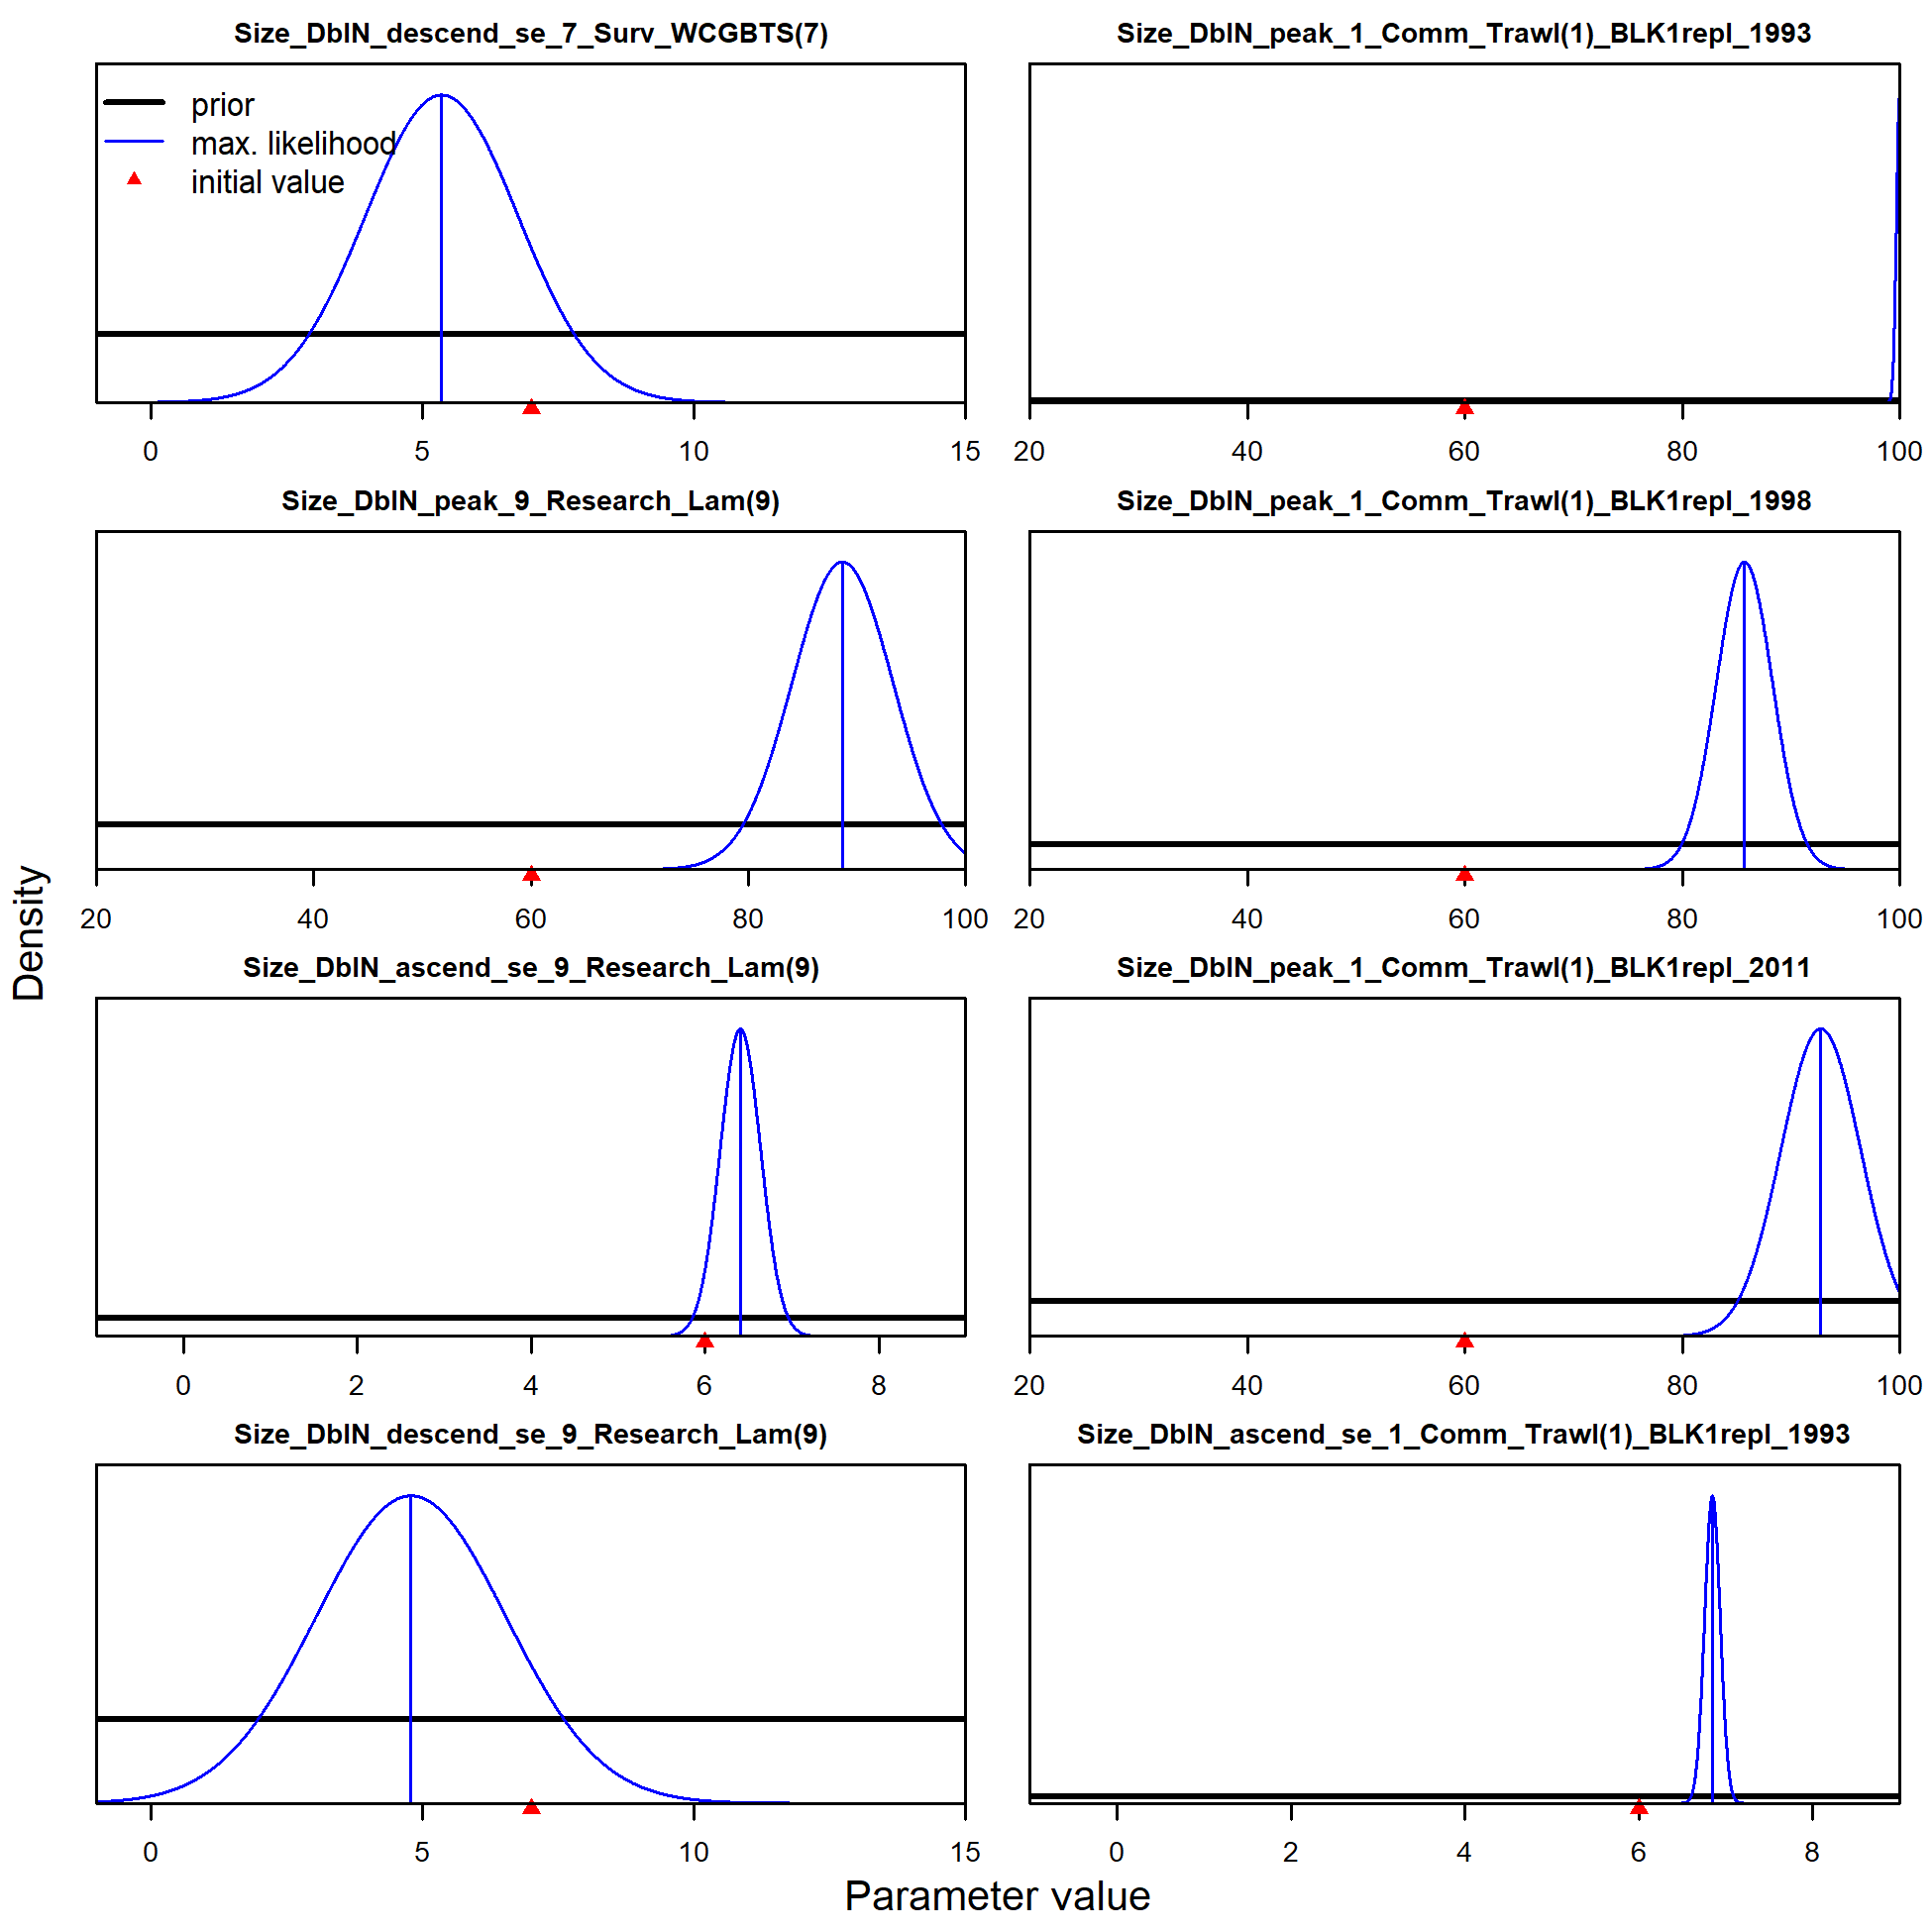 Size_DblN_descend_se_7_Surv_WCGBTS(7)
prior
max. likelihood
initial value
0 5 10 15
Size_DblN_peak_1_Comm_Trawl(1)_BLK1repl_1993
20 40 60 80 100
Size_DblN_peak_9_Research_Lam(9)
20 40 60 80 100
Size_DblN_peak_1_Comm_Trawl(1)_BLK1repl_1998
20 40 60 80 100
Size_DblN_ascend_se_9_Research_Lam(9)
0 2 4 6 8
Size_DblN_peak_1_Comm_Trawl(1)_BLK1repl_2011
20 40 60 80 100
Size_DblN_descend_se_9_Research_Lam(9)
0 5 10 15
Size_DblN_ascend_se_1_Comm_Trawl(1)_BLK1repl_1993
0 2 4 6 8
Density
Parameter value